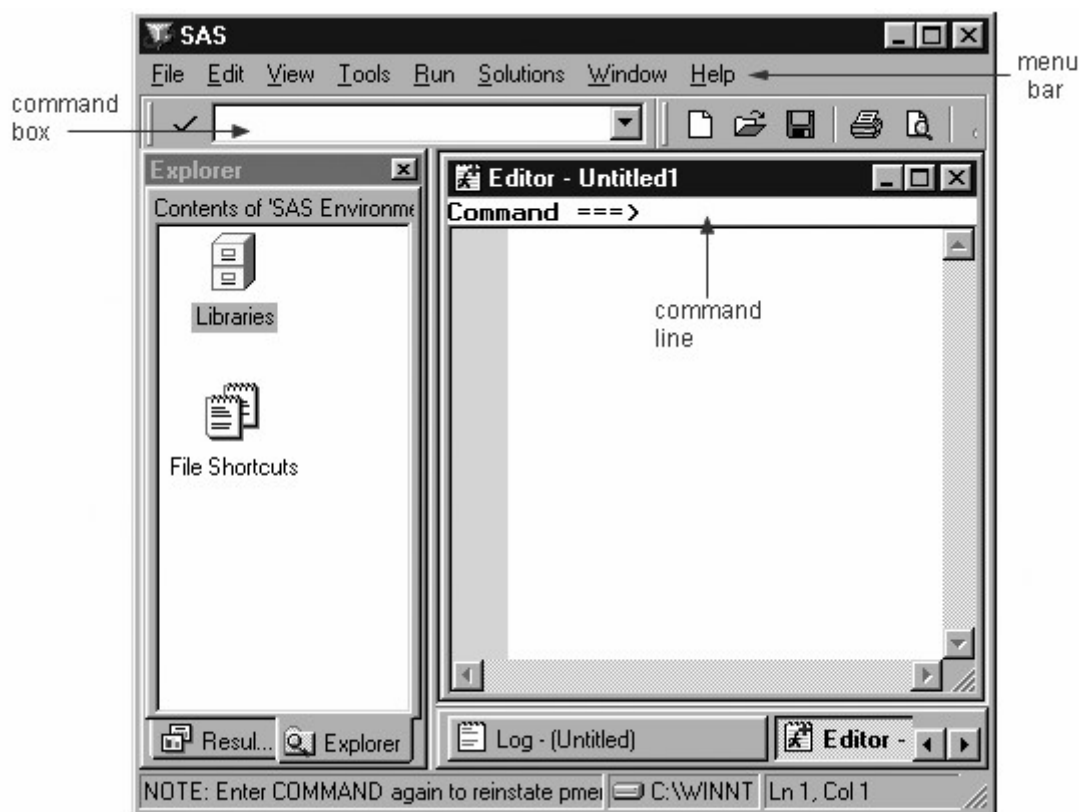 SAS
File Edit View Tools Run Solutions Window Help
menu
bar
command
box
Explorer
Contents of 'SAS Environme
Libraries
File Shortcuts
Editor - Untitled1
Command ===>
command
line
Resul...
Explorer
Log - (Untitled)
Editor -
NOTE: Enter COMMAND again to reinstate pme
C:\WINNT
Ln 1, Col 1